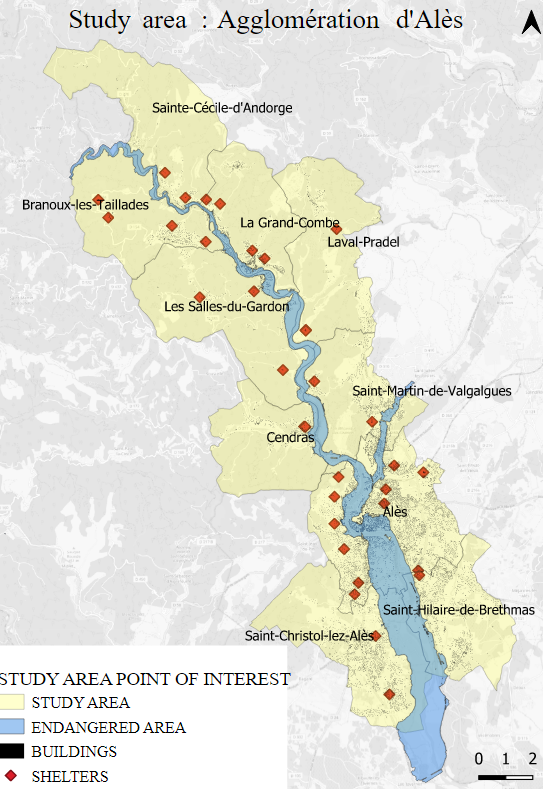 Study area : Agglomération d'Alès
Sainte-Cécile-d'Andorge
Branoux-les-Taillades
La Grand-Combe
Laval-Pradel
Les Salles-du-Gardon
Saint-Martin-de-Valgalgues
Cendras
Alès
Saint-Hilaire-de-Brethmas
Saint-Christol-lez-Alès
STUDY AREA POINT OF INTEREST
STUDY AREA
ENDANGERED AREA
BUILDINGS
SHELTERS
0 1 2